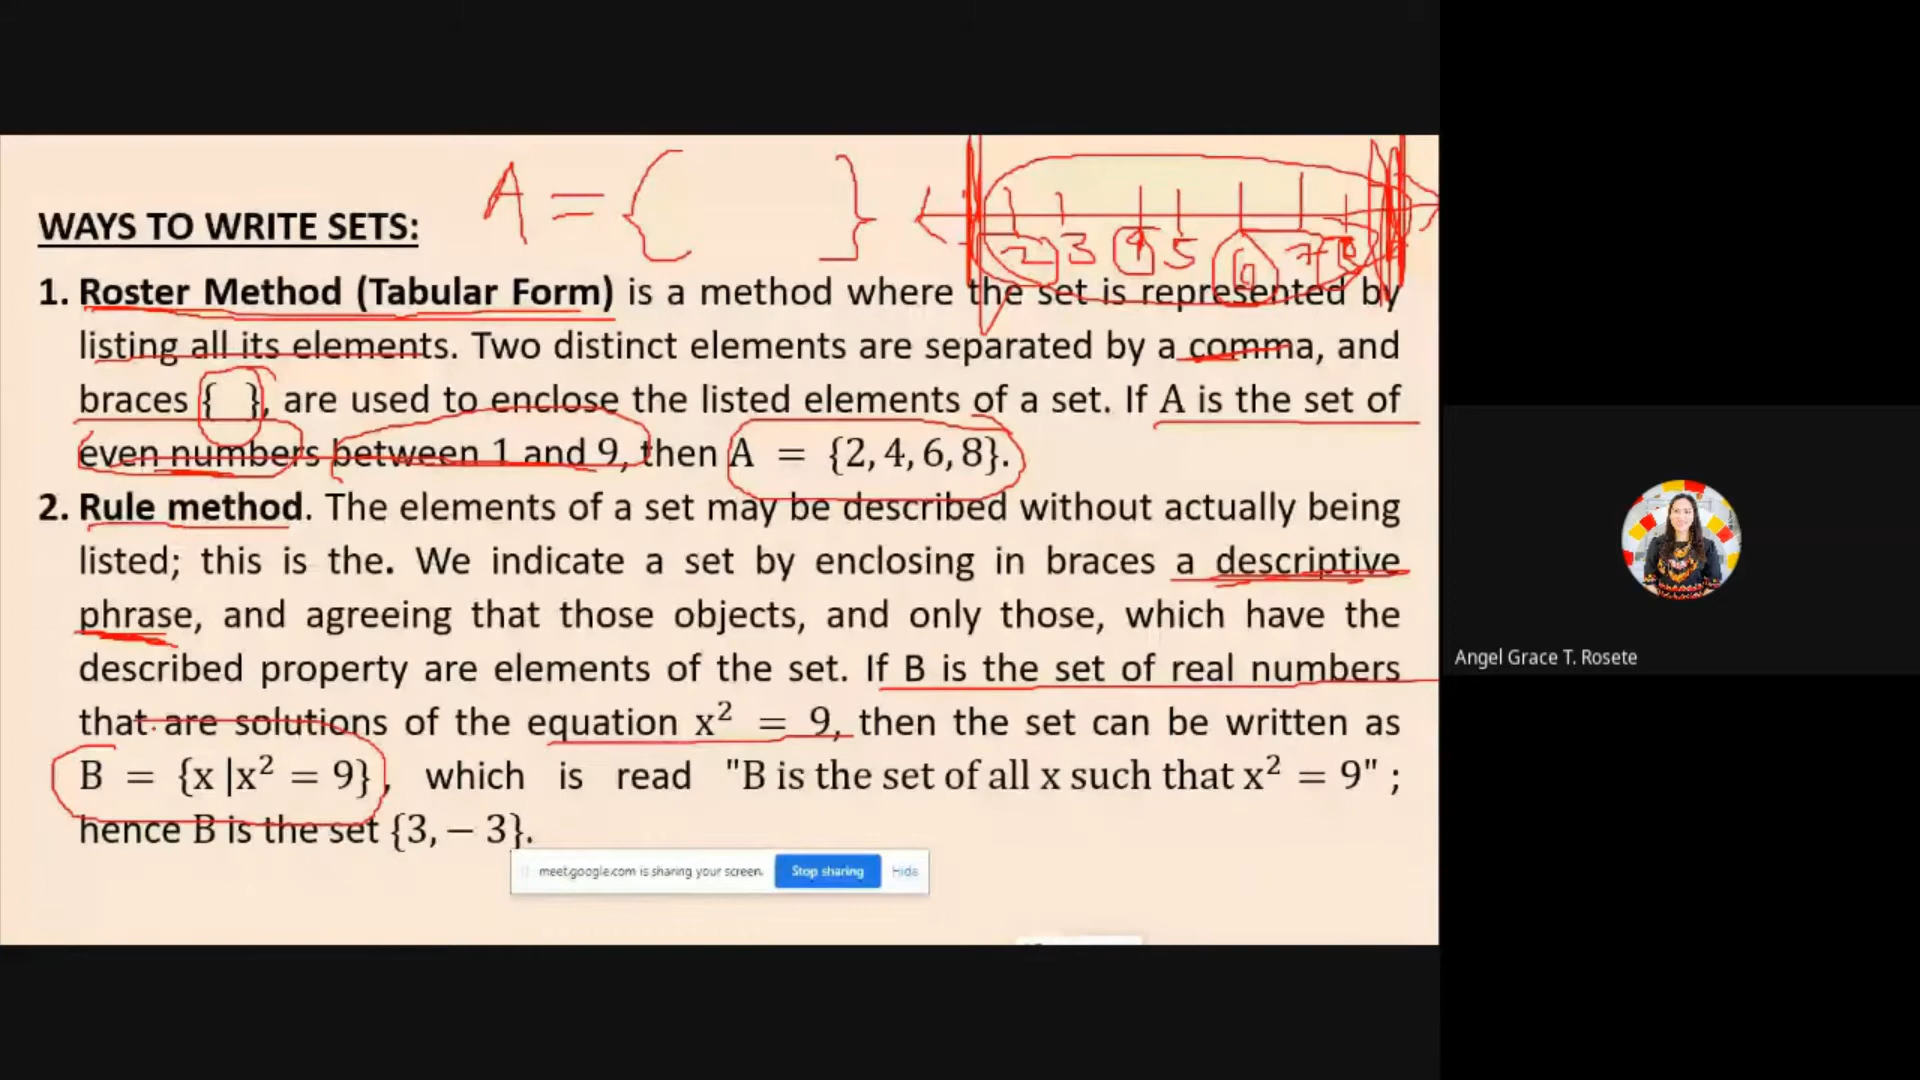 A = { }
2 3 4 5 6 7 8
WAYS TO WRITE SETS:
1. Roster Method (Tabular Form) is a method where the set is represented by
listing all its elements. Two distinct elements are separated by a comma, and
braces { }, are used to enclose the listed elements of a set. If A is the set of
even numbers between 1 and 9, then A = {2, 4, 6, 8}.
2. Rule method. The elements of a set may be described without actually being
listed; this is the. We indicate a set by enclosing in braces a descriptive
phrase, and agreeing that those objects, and only those, which have the
described property are elements of the set. If B is the set of real numbers
that are solutions of the equation x² = 9, then the set can be written as
B = {x |x² = 9}, which is read "B is the set of all x such that x² = 9" ;
hence B is the set {3, − 3}.
meet.google.com is sharing your screen. Stop sharing Hide
Angel Grace T. Rosete